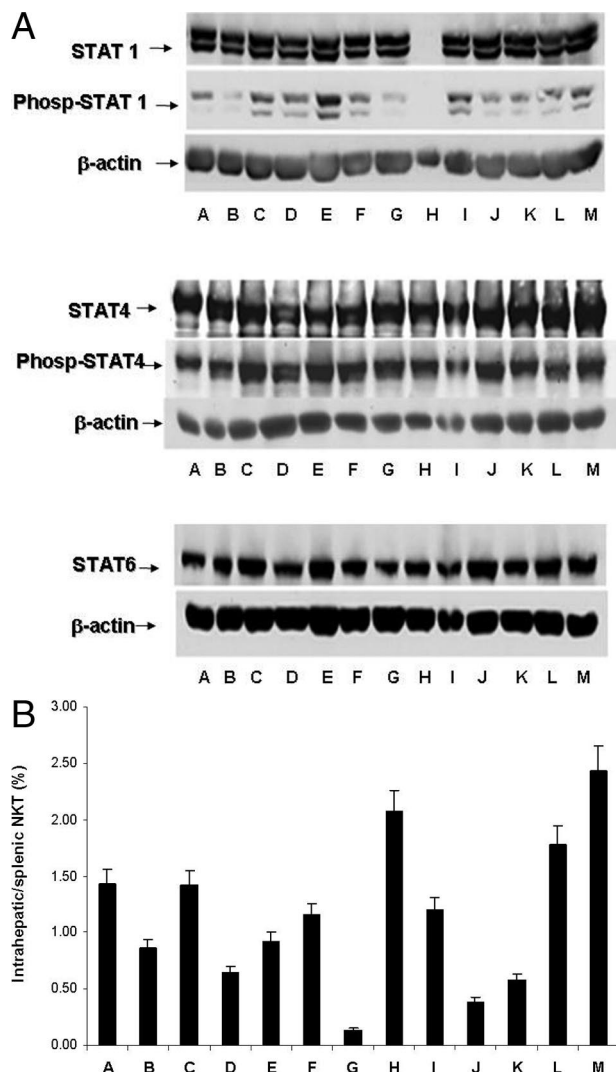 A
STAT 1
Phosp-STAT 1
β-actin
A B C D E F G H I J K L M
STAT4
Phosp-STAT4
β-actin
A B C D E F G H I J K L M
STAT6
β-actin
A B C D E F G H I J K L M
B
Intrahepatic/splenic NKT (%)
3.00
2.50
2.00
1.50
1.00
0.50
0.00
A B C D E F G H I J K L M